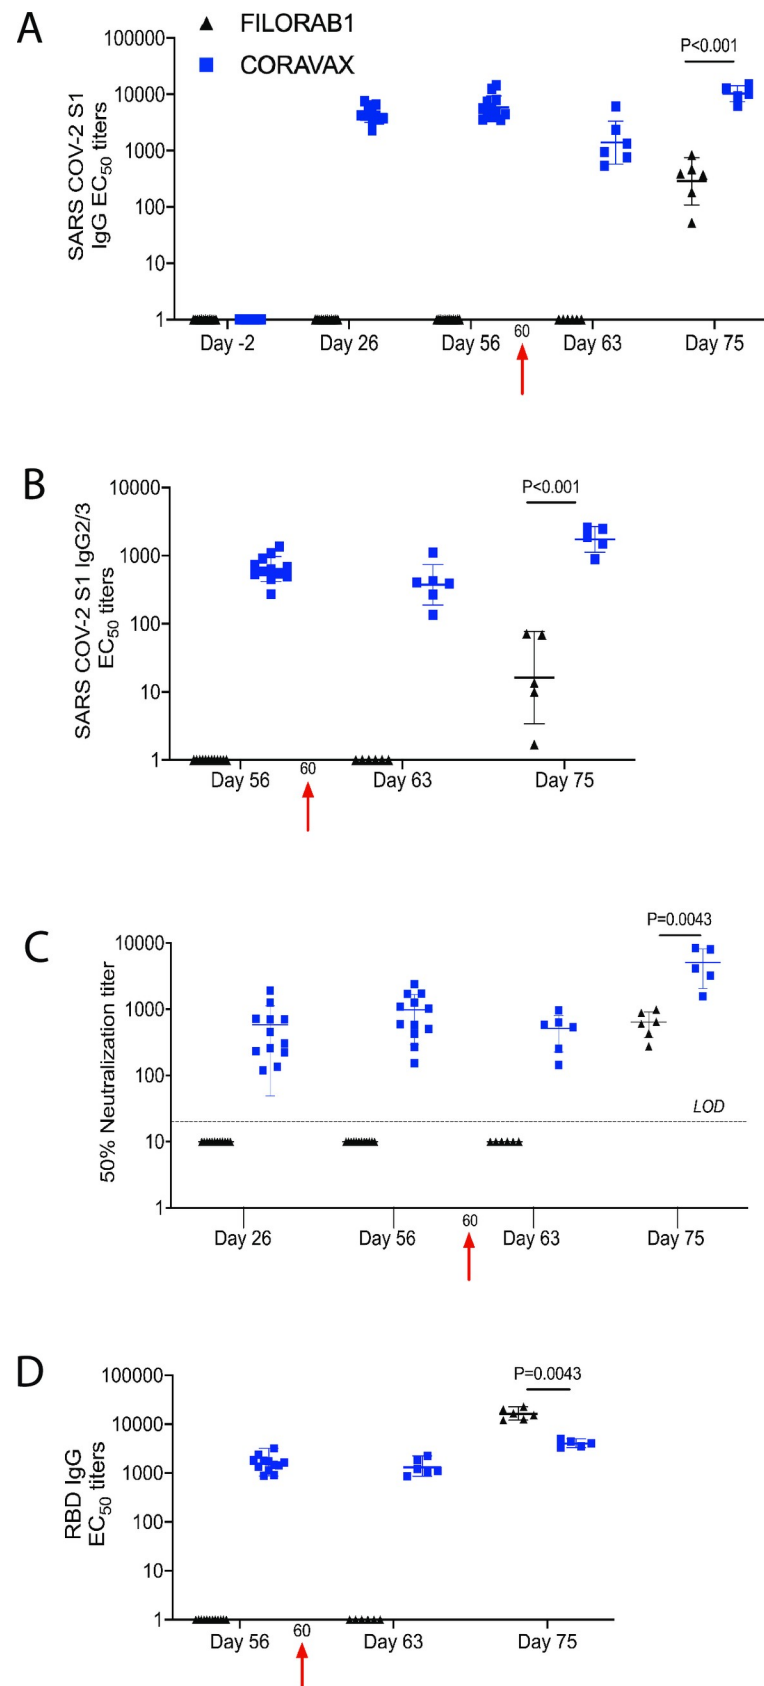 A
FILORAB1
CORAVAX
SARS COV-2 S1
IgG EC50 titers
100000
10000
1000
100
10
1
P<0.001
Day -2
Day 26
Day 56
60
Day 63
Day 75
B
SARS COV-2 S1 IgG2/3
EC50 titers
10000
1000
100
10
1
P<0.001
Day 56
60
Day 63
Day 75
C
50% Neutralization titer
10000
1000
100
10
1
P=0.0043
LOD
Day 26
Day 56
60
Day 63
Day 75
D
RBD IgG
EC50 titers
100000
10000
1000
100
10
1
P=0.0043
Day 56
60
Day 63
Day 75